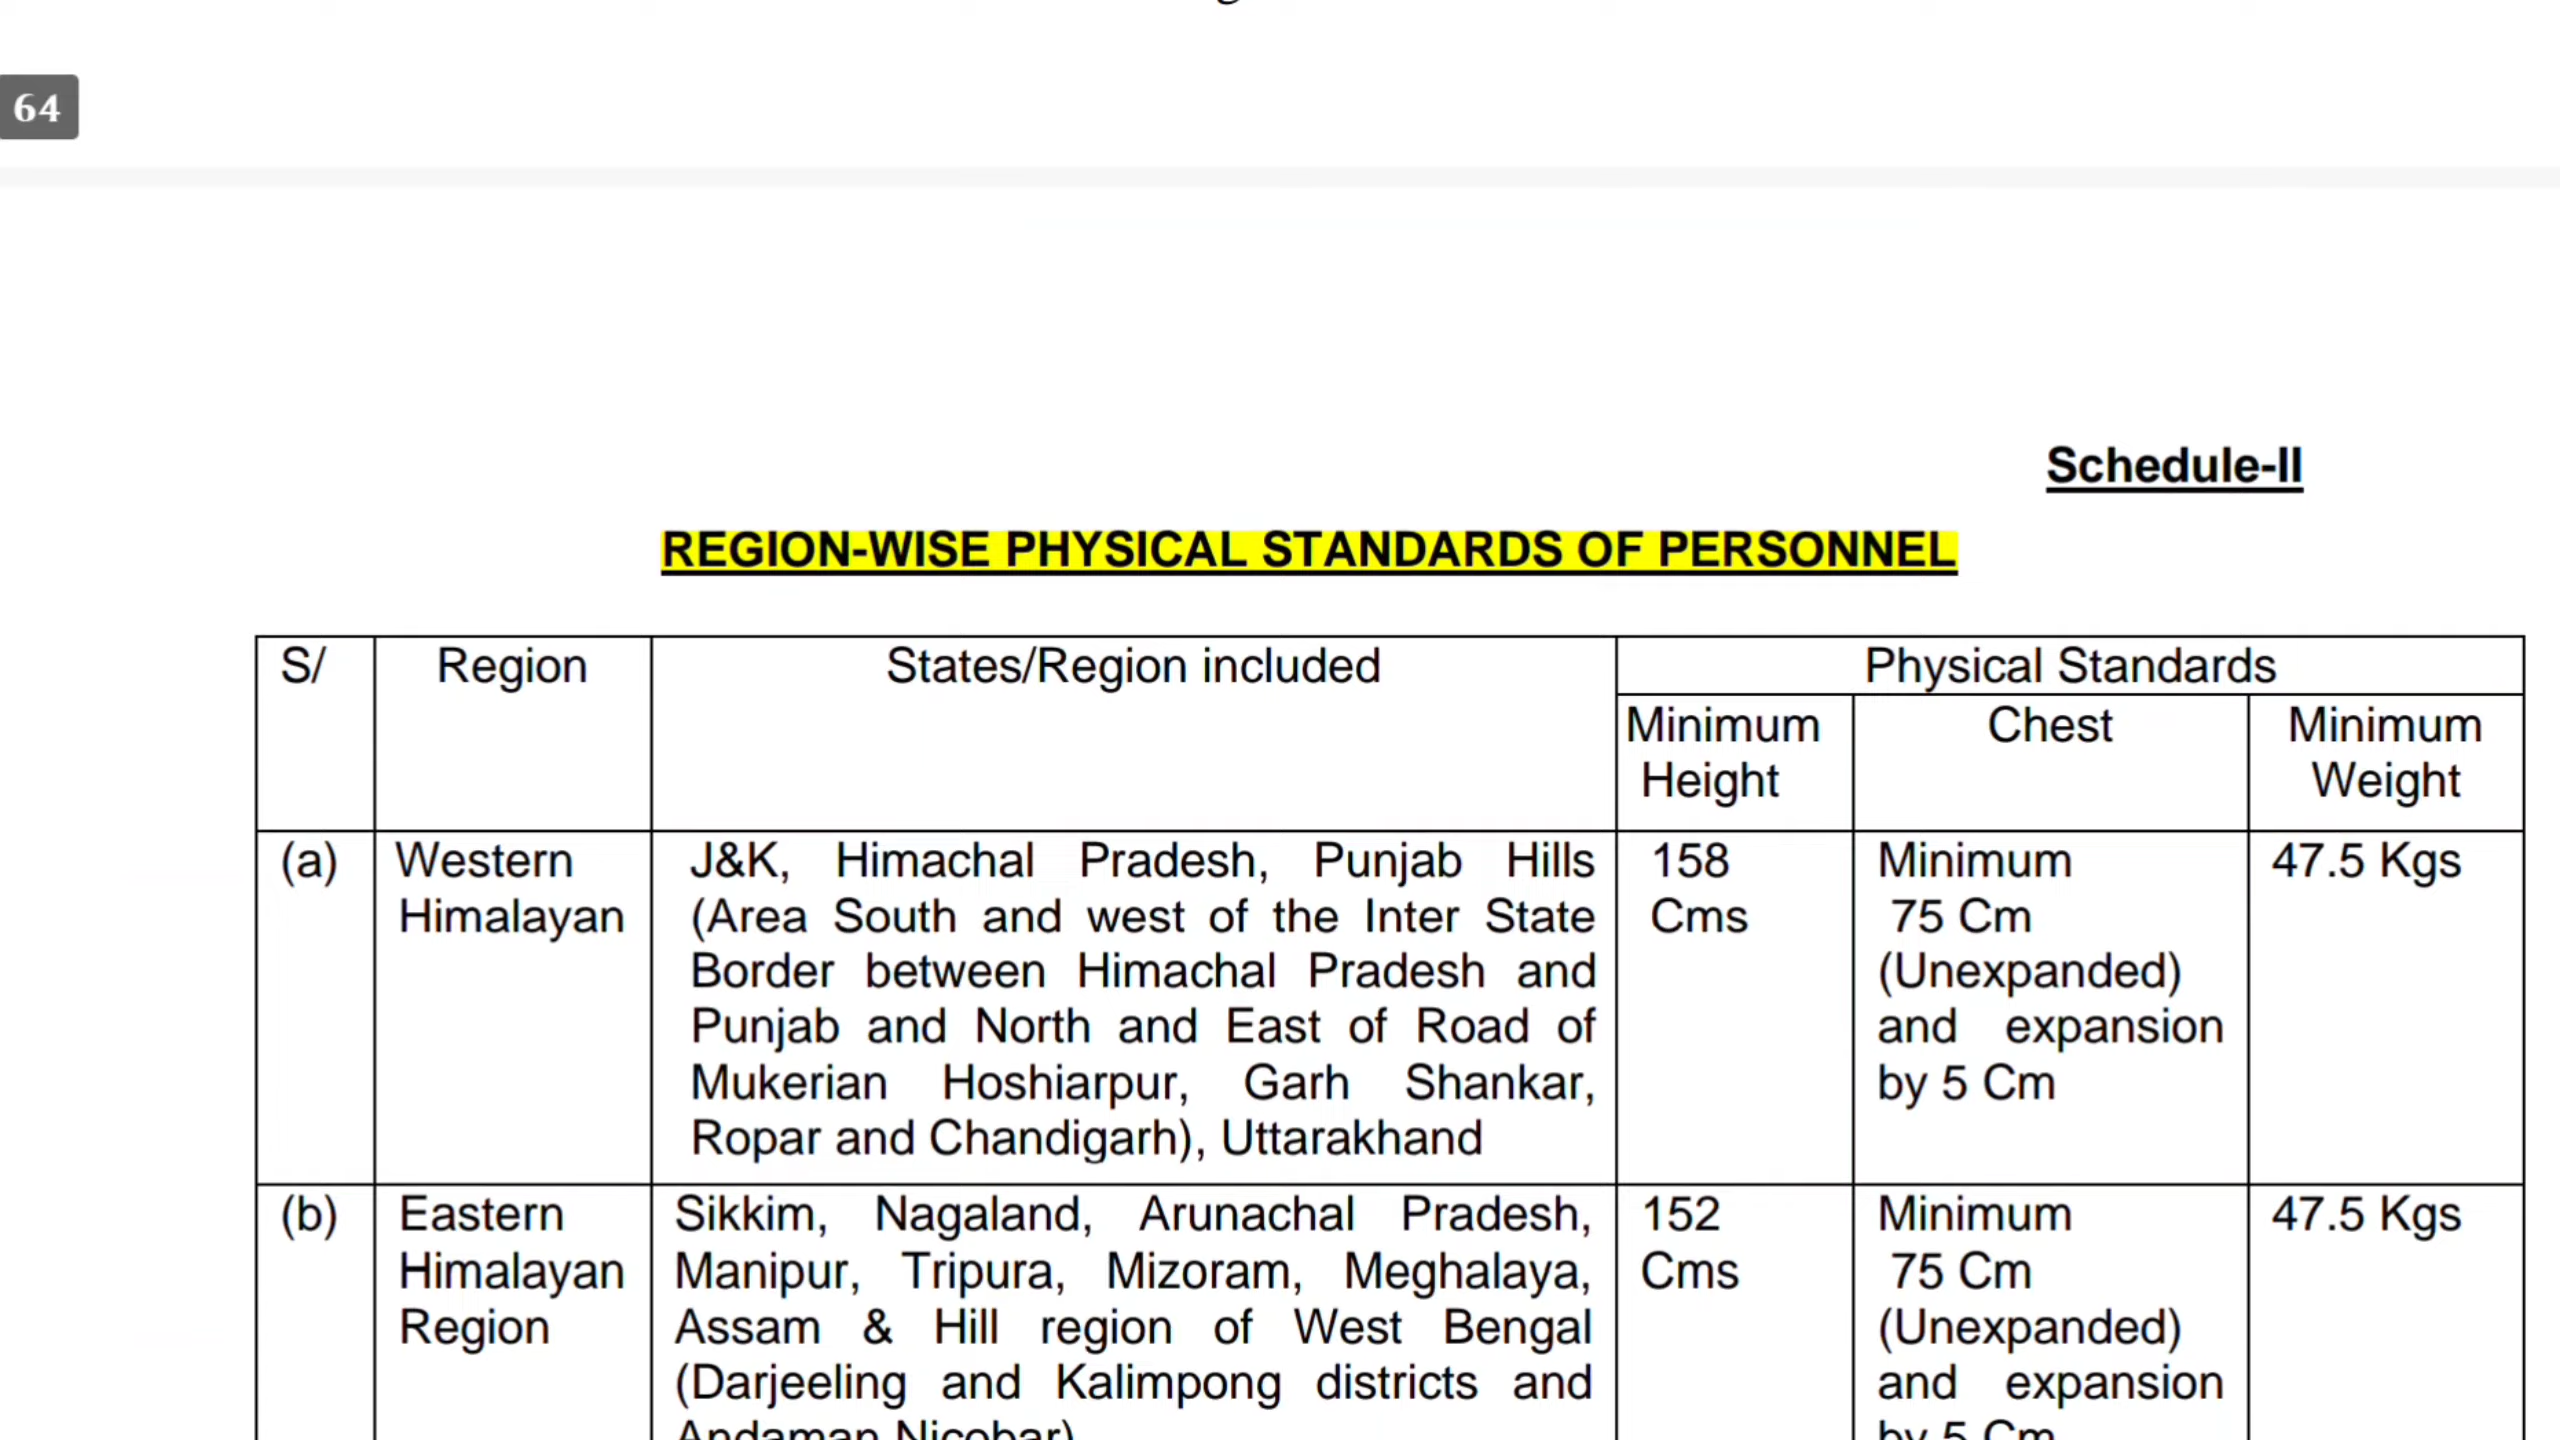 64
Schedule-II
REGION-WISE PHYSICAL STANDARDS OF PERSONNEL
S/ Region States/Region included Physical Standards
Minimum Height Chest Minimum Weight
(a) Western Himalayan
J&K, Himachal Pradesh, Punjab Hills
(Area South and west of the Inter State
Border between Himachal Pradesh and
Punjab and North and East of Road of
Mukerian Hoshiarpur, Garh Shankar,
Ropar and Chandigarh), Uttarakhand
158
Cms
Minimum
75 Cm
(Unexpanded)
and expansion
by 5 Cm
47.5 Kgs
(b) Eastern
Himalayan
Region
Sikkim, Nagaland, Arunachal Pradesh,
Manipur, Tripura, Mizoram, Meghalaya,
Assam & Hill region of West Bengal
(Darjeeling and Kalimpong districts and
Andaman Nicobar)
152
Cms
Minimum
75 Cm
(Unexpanded)
and expansion
by 5 Cm
47.5 Kgs